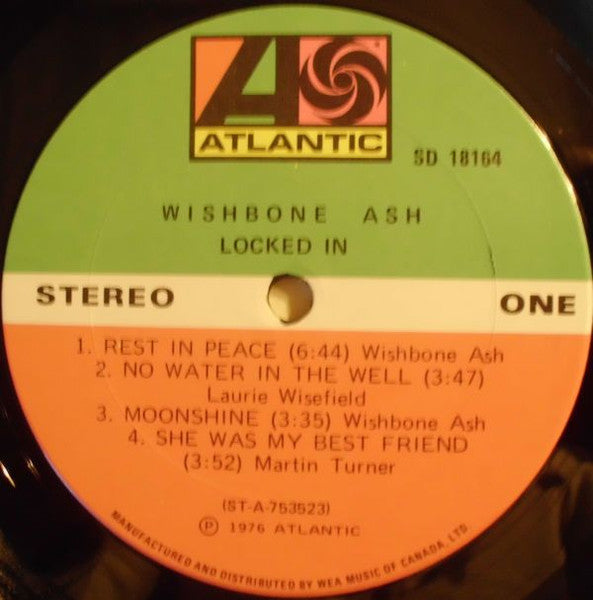 ATLANTIC
SD 18164
WISHBONE ASH
LOCKED IN
STEREO
ONE
1. REST IN PEACE (6:44) Wishbone Ash
2. NO WATER IN THE WELL (3:47)
Laurie Wisefield
3. MOONSHINE (3:35) Wishbone Ash
4. SHE WAS MY BEST FRIEND
(3:52) Martin Turner
(ST-A-753523)
Ⓟ 1976 ATLANTIC
MANUFACTURED AND DISTRIBUTED BY WEA MUSIC OF CANADA, LTD.